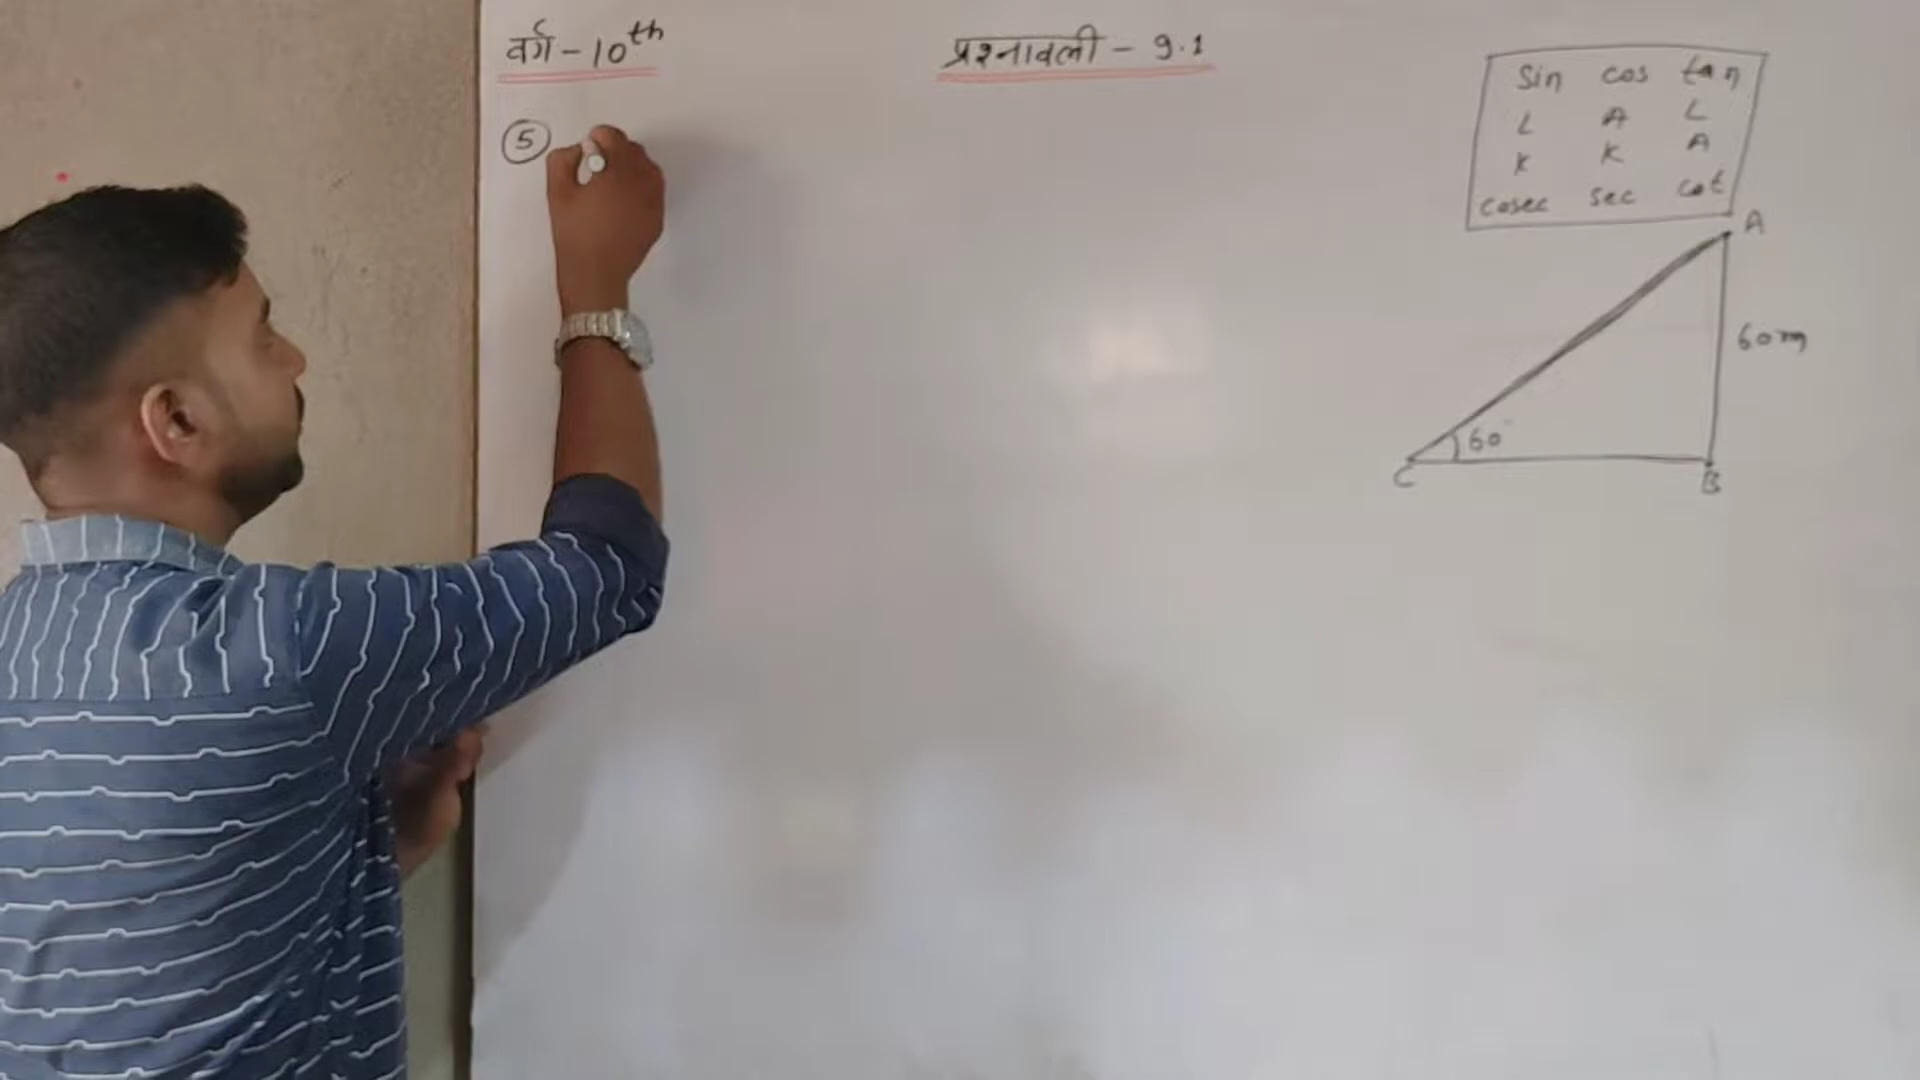 वर्ग - 10th
प्रश्नावली - 9.1
Sin cos tan
L A L
K K A
cosec sec cot
5
A
60m
60°
C B